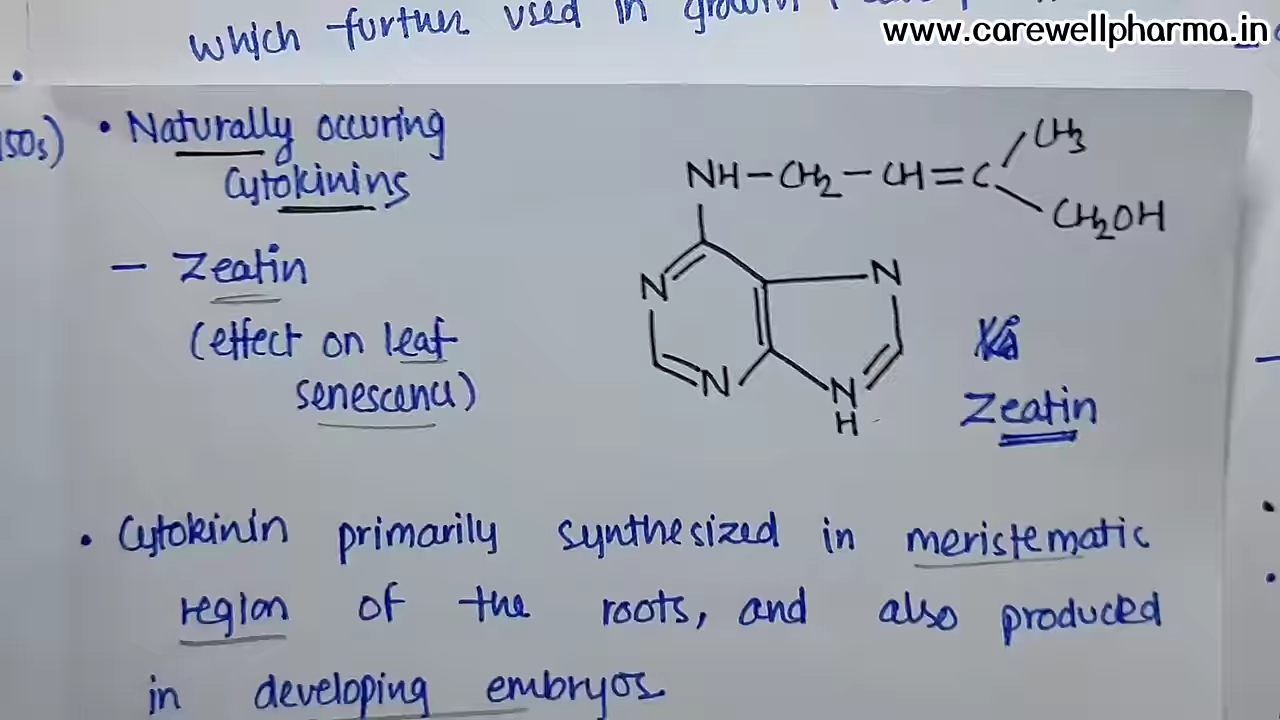 which further used in growth
www.carewellpharma.in
• Naturally occuring
Cytokinins
- Zeatin
(effect on leaf
senescence)
NH-CH2-CH=C
CH3
CH2OH
N
N
N
N
H
Zeatin
• Cytokinin primarily synthesized in meristematic
region of the roots, and also produced
in developing embryos